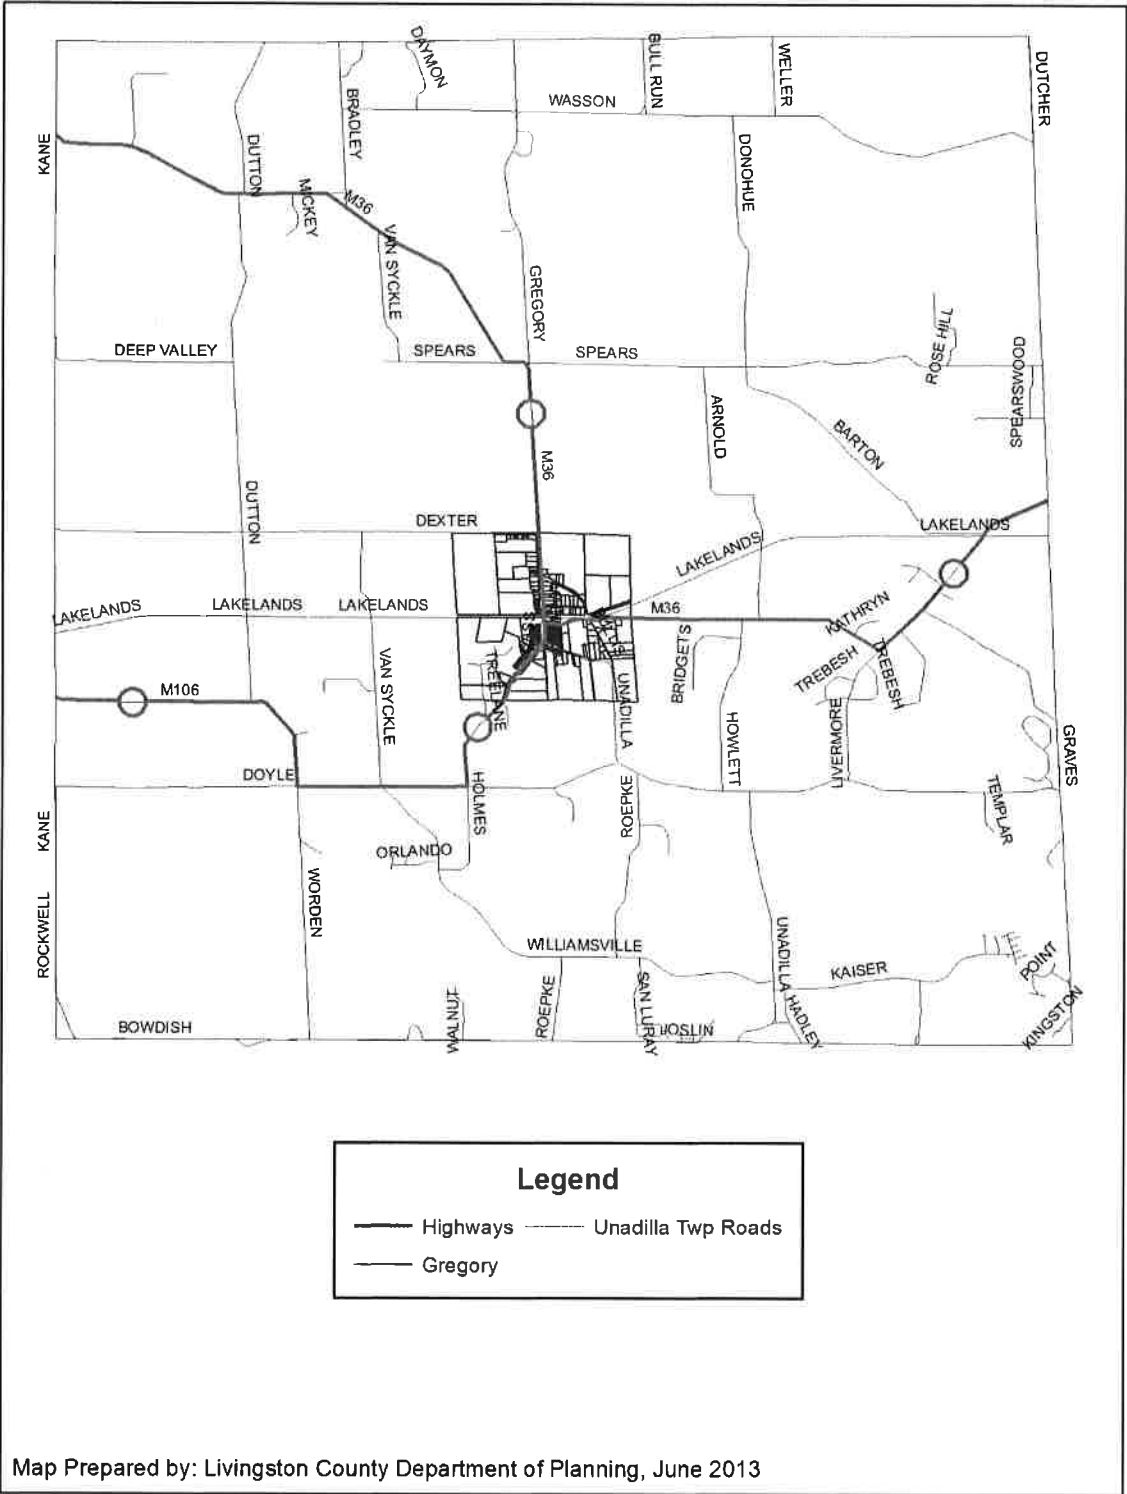 DAYMON
BULL RUN
WELLER
DUTCHER
BRADLEY
WASSON
KANE
DUTTON
DONOHUE
MICKEY
M36
VAN SYCKLE
GREGORY
ROSE HILL
DEEP VALLEY
SPEARS
SPEARS
SPEARSWOOD
ARNOLD
BARTON
M36
DUTTON
DEXTER
LAKELANDS
LAKELANDS
LAKELANDS
LAKELANDS
LAKELANDS
M36
KATHRYN
BRIDGETS
TREBESH
TREBESH
VAN SYCKLE
TREELANE
UNADILLA
M106
HOWLETT
LIVERMORE
GRAVES
DOYLE
HOLMES
ROEPKE
TEMPLAR
KANE
ORLANDO
WORDEN
ROCKWELL
WILLIAMSVILLE
UNADILLA
KAISER
POINT
ROEPKE
SAN LURAY
WALNUT
HADLEY
KINGSTON
BOWDISH
JOSLIN
Legend
Highways Unadilla Twp Roads
Gregory
Map Prepared by: Livingston County Department of Planning, June 2013